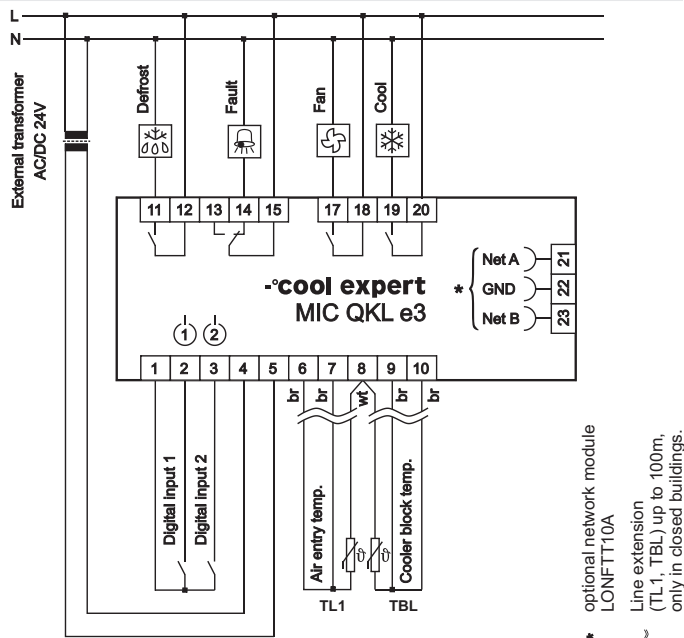 L
N
External transformer
AC/DC 24V
Defrost
Fault
Fan
Cool
11 12 13 14 15 17 18 19 20
-°cool expert
MIC QKL e3
* Net A 21
GND 22
Net B 23
1 2
1 2 3 4 5 6 7 8 9 10
br wt br br
Digital input 1
Digital input 2
Air entry temp.
ϑ ϑ
Cooler block temp.
TL1 TBL
* optional network module
LONFTT10A
Line extension
(TL1, TBL) up to 100m,
only in closed buildings.